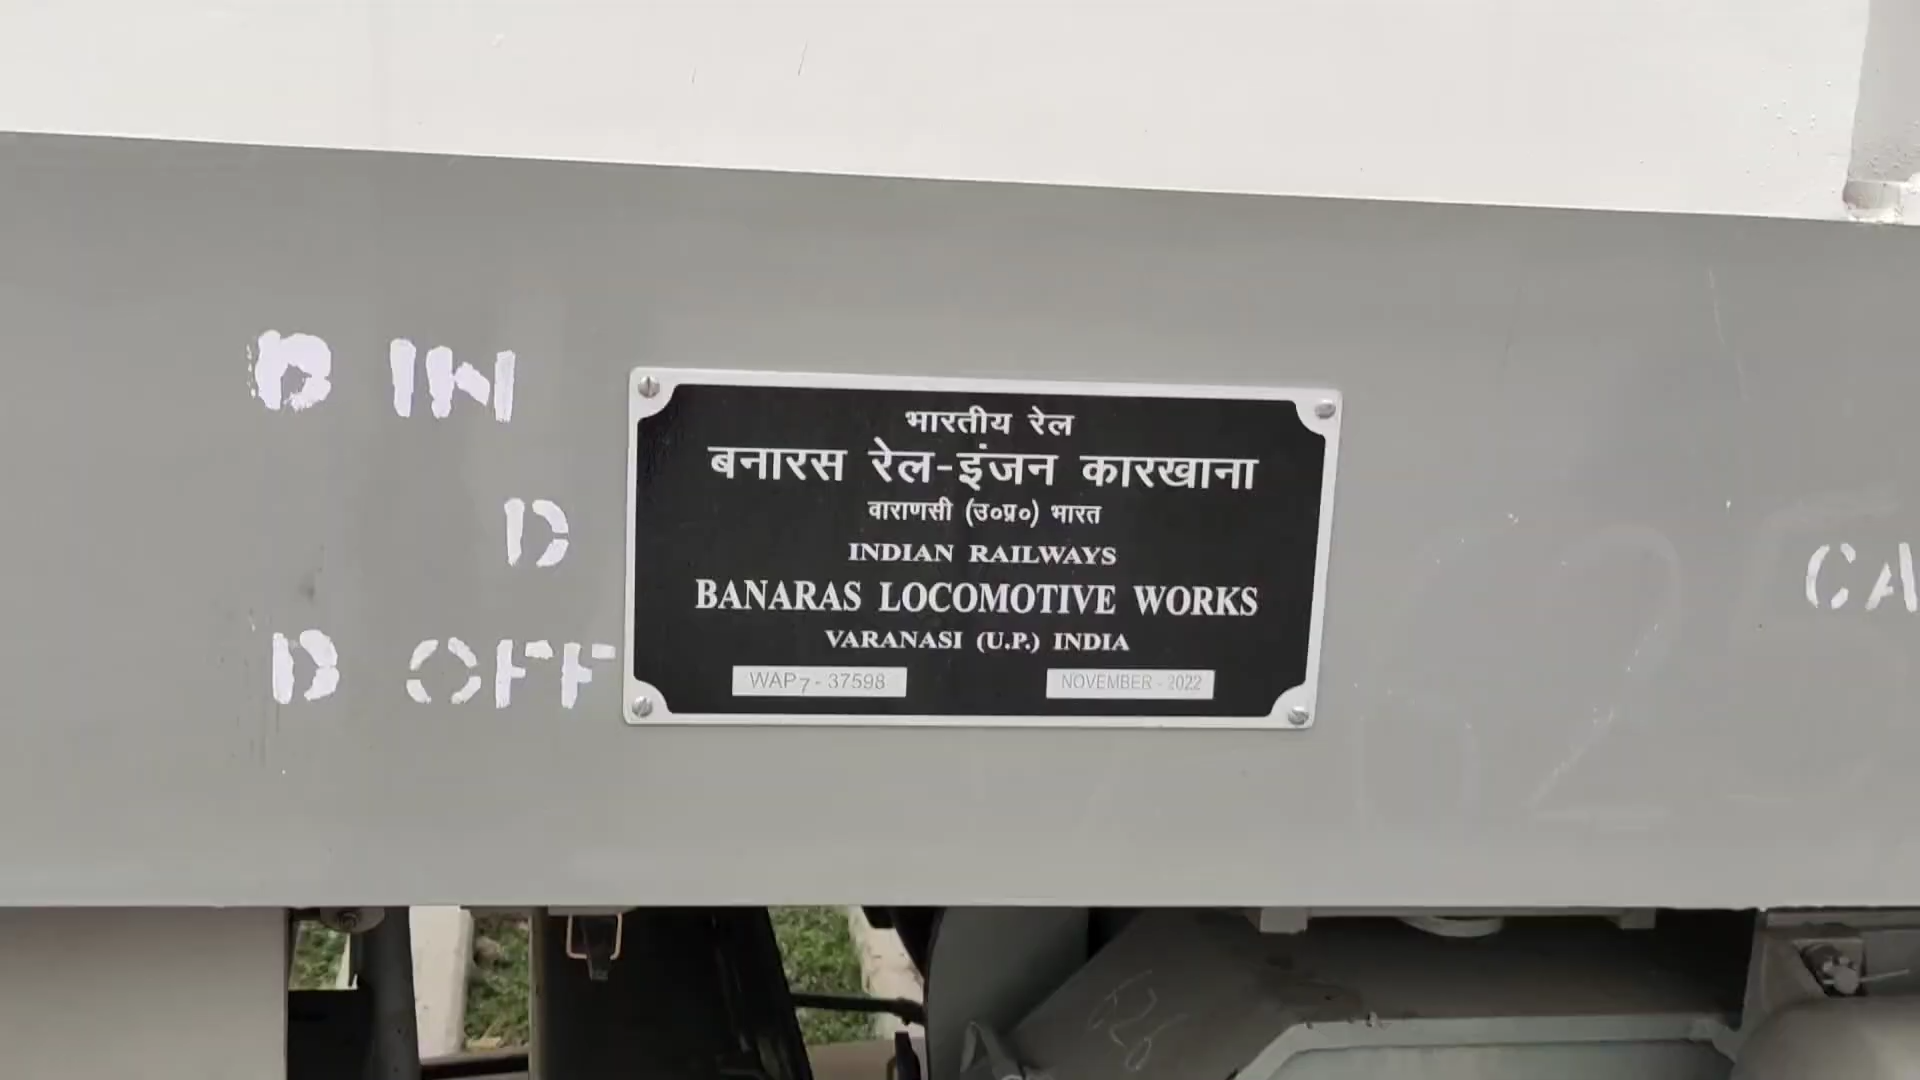 B IN
D
B OFF
भारतीय रेल
बनारस रेल-इंजन कारखाना
वाराणसी (उ०प्र०) भारत
INDIAN RAILWAYS
BANARAS LOCOMOTIVE WORKS
VARANASI (U.P.) INDIA
WAP7 - 37598
NOVEMBER - 2022
CA